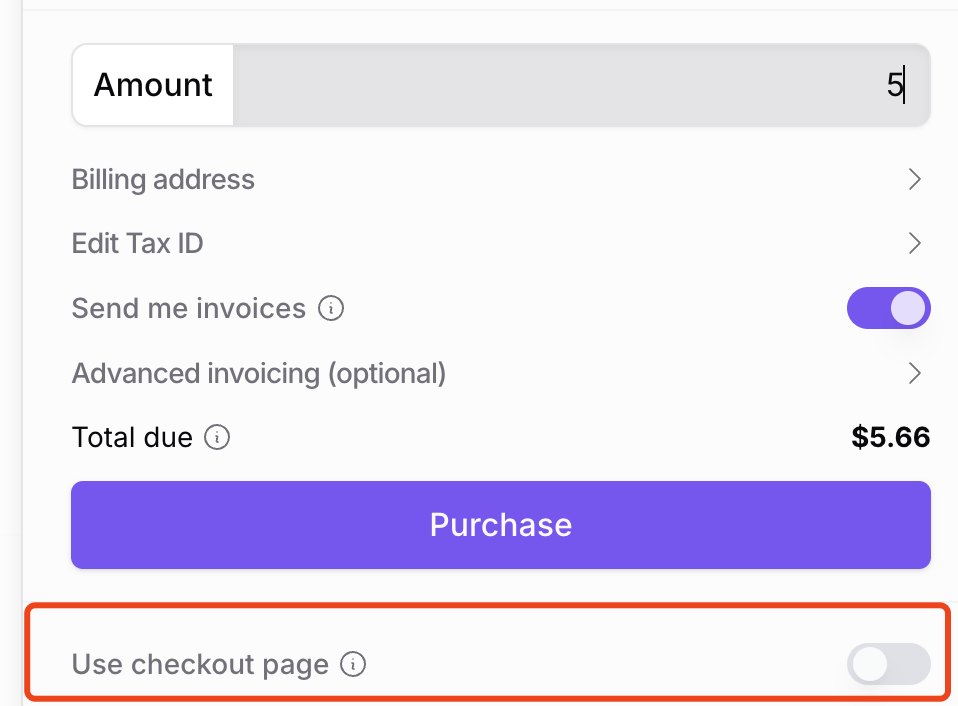 Amount 5
Billing address
Edit Tax ID
Send me invoices
Advanced invoicing (optional)
Total due $5.66
Purchase
Use checkout page